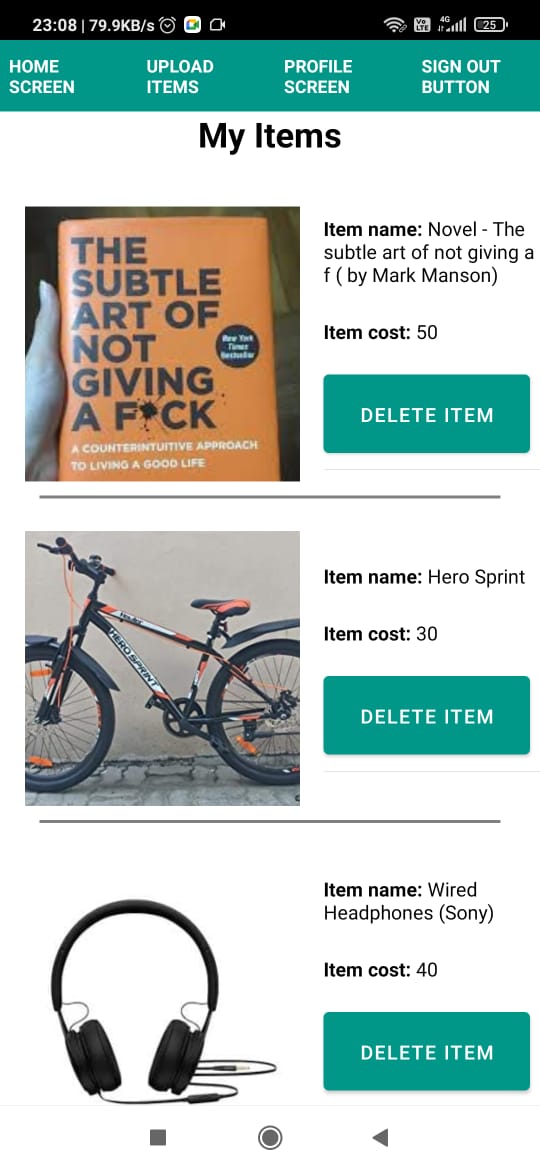 23:08 | 79.9KB/s
Vo
LTE
4G
25
HOME
SCREEN
UPLOAD
ITEMS
PROFILE
SCREEN
SIGN OUT
BUTTON
My Items
THE
SUBTLE
ART OF
NOT
GIVING
A F*CK
New York
Times
Bestseller
A COUNTERINTUITIVE APPROACH
TO LIVING A GOOD LIFE
Item name: Novel - The
subtle art of not giving a
f ( by Mark Manson)
Item cost: 50
DELETE ITEM
HERO SPRINT
Item name: Hero Sprint
Item cost: 30
DELETE ITEM
Item name: Wired
Headphones (Sony)
Item cost: 40
DELETE ITEM